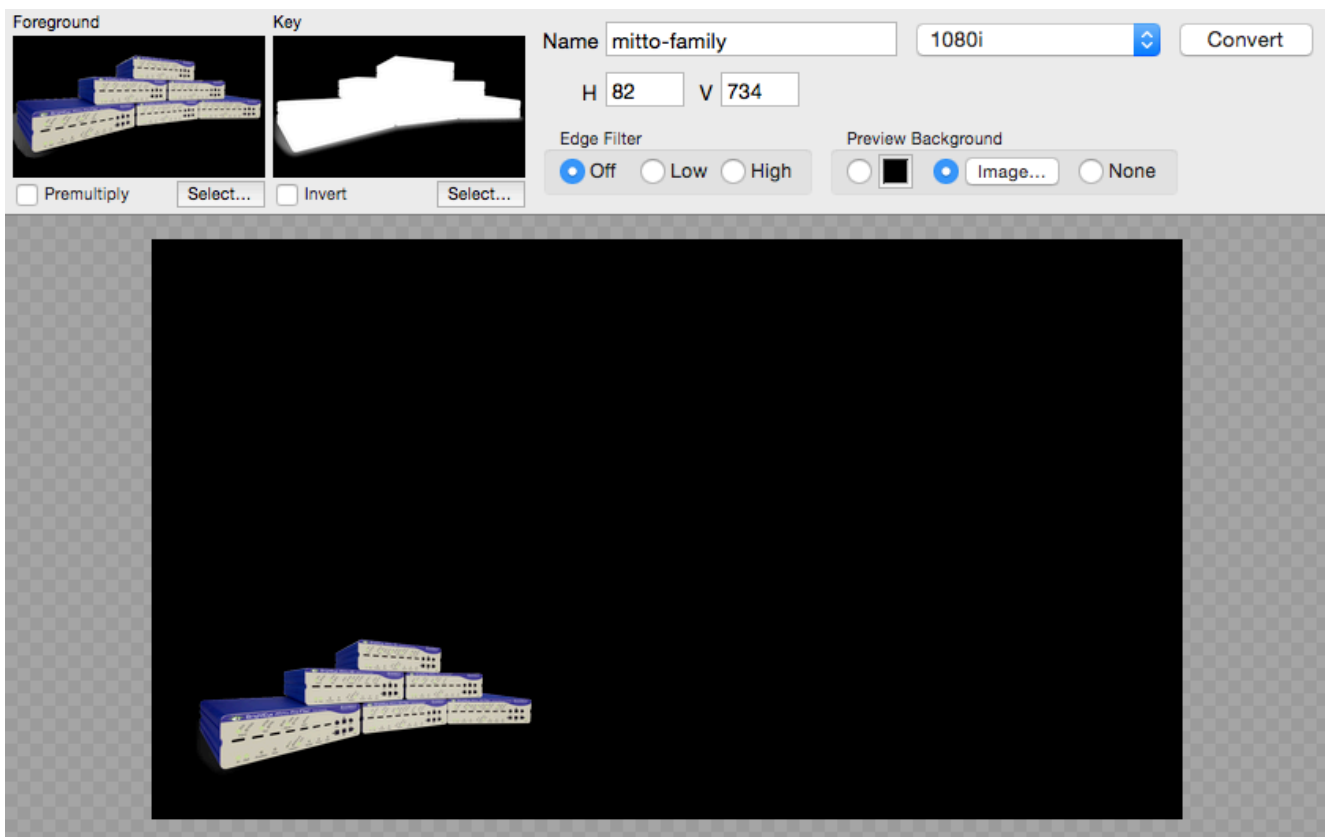 Foreground
Key
Name mitto-family 1080i Convert
H 82 V 734
Edge Filter Preview Background
Off Low High Image... None
Premultiply Select... Invert Select...